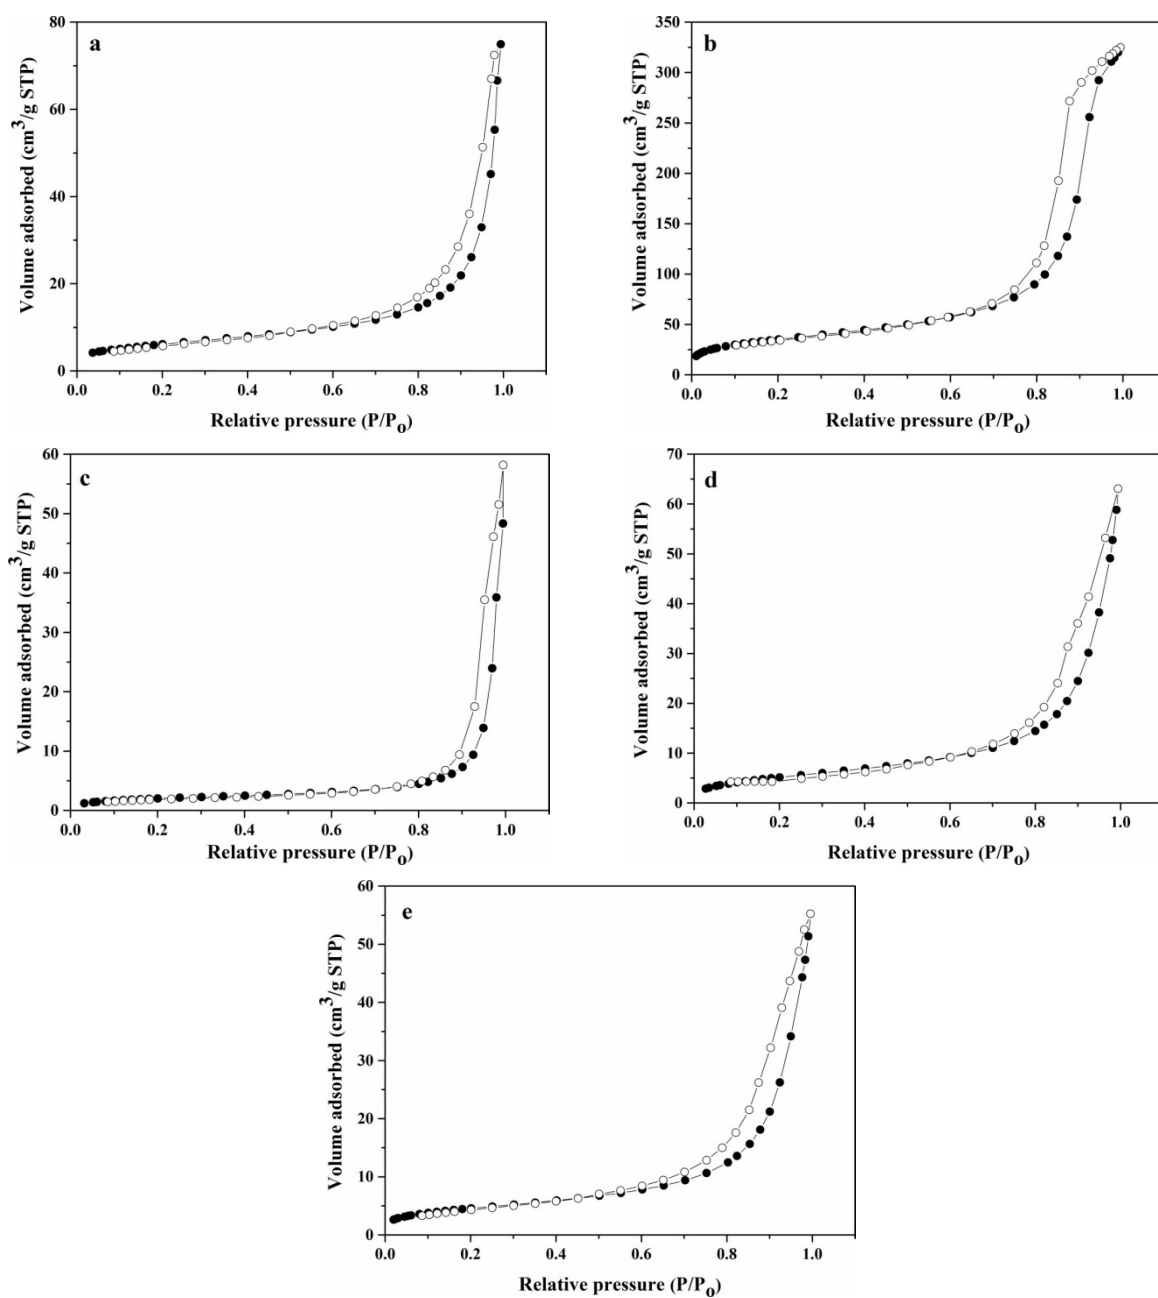 a
80
60
40
20
0
0.0 0.2 0.4 0.6 0.8 1.0
Volume adsorbed (cm³/g STP)
Relative pressure (P/Po)
b
350
325
300
250
200
150
100
50
0
0.0 0.2 0.4 0.6 0.8 1.0
Volume adsorbed (cm³/g STP)
Relative pressure (P/Po)
c
60
50
40
30
20
10
0
0.0 0.2 0.4 0.6 0.8 1.0
Volume adsorbed (cm³/g STP)
Relative pressure (P/Po)
d
70
60
50
40
30
20
10
0
0.0 0.2 0.4 0.6 0.8 1.0
Volume adsorbed (cm³/g STP)
Relative pressure (P/Po)
e
60
50
40
30
20
10
0
0.0 0.2 0.4 0.6 0.8 1.0
Volume adsorbed (cm³/g STP)
Relative pressure (P/Po)